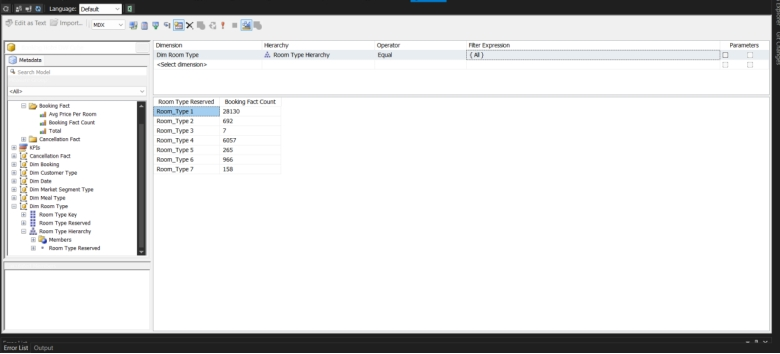 Language: Default
Edit as Text Import... MDX
Dimension Hierarchy Operator Filter Expression Parameters
Dim Room Type Room Type Hierarchy Equal { All }
<Select dimension>
Metadata
Search Model
<All>
Booking Fact
Avg Price Per Room
Booking Fact Count
Total
Cancellation Fact
KPIs
Cancellation Fact
Dim Booking
Dim Customer Type
Dim Date
Dim Market Segment Type
Dim Meal Type
Dim Room Type
Room Type Key
Room Type Reserved
Room Type Hierarchy
Members
Room Type Reserved
Room Type Reserved Booking Fact Count
Room_Type 1 28130
Room_Type 2 692
Room_Type 3 7
Room_Type 4 6057
Room_Type 5 265
Room_Type 6 966
Room_Type 7 158
Explorer Git Changes
Error List
Error List Output